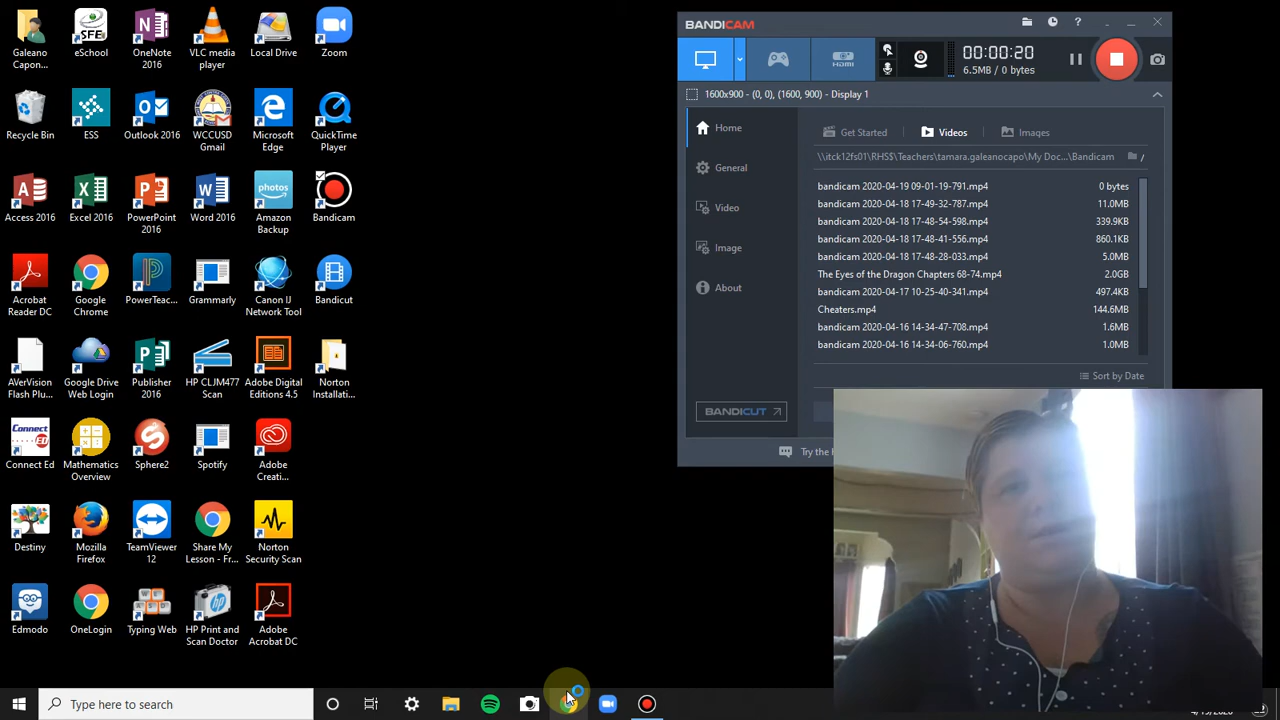 Galeano
Capon...
eSchool
OneNote
2016
VLC media
player
Local Drive
Zoom
Recycle Bin
ESS
Outlook 2016
WCCUSD
Gmail
Microsoft
Edge
QuickTime
Player
Access 2016
Excel 2016
PowerPoint
2016
Word 2016
photos
Amazon
Backup
Bandicam
Acrobat
Reader DC
Google
Chrome
PowerTeac...
Grammarly
Canon IJ
Network Tool
Bandicut
AVerVision
Flash Plu...
Google Drive
Web Login
Publisher
2016
HP CLJM477
Scan
Adobe Digital
Editions 4.5
Norton
Installati...
Connect
ED
Connect Ed
Mathematics
Overview
Sphere2
Spotify
Adobe
Creati...
Destiny
Mozilla
Firefox
TeamViewer
12
Share My
Lesson - Fr...
Norton
Security Scan
Edmodo
OneLogin
Typing Web
HP Print and
Scan Doctor
Adobe
Acrobat DC
BANDICAM
HDMI
00:00:20
6.5MB / 0 bytes
1600x900 - (0, 0), (1600, 900) - Display 1
Home
General
Video
Image
About
BANDICUT
Get Started
Videos
Images
\\itck12fs01\RHS$\Teachers\tamara.galeanocapo\My Doc...\Bandicam
/
bandicam 2020-04-19 09-01-19-791.mp4 0 bytes
bandicam 2020-04-18 17-49-32-787.mp4 11.0MB
bandicam 2020-04-18 17-48-54-598.mp4 339.9KB
bandicam 2020-04-18 17-48-41-556.mp4 860.1KB
bandicam 2020-04-18 17-48-28-033.mp4 5.0MB
The Eyes of the Dragon Chapters 68-74.mp4 2.0GB
bandicam 2020-04-17 10-25-40-341.mp4 497.4KB
Cheaters.mp4 144.6MB
bandicam 2020-04-16 14-34-47-708.mp4 1.6MB
bandicam 2020-04-16 14-34-06-760.mp4 1.0MB
Sort by Date
Try the
Type here to search
4/19/2020